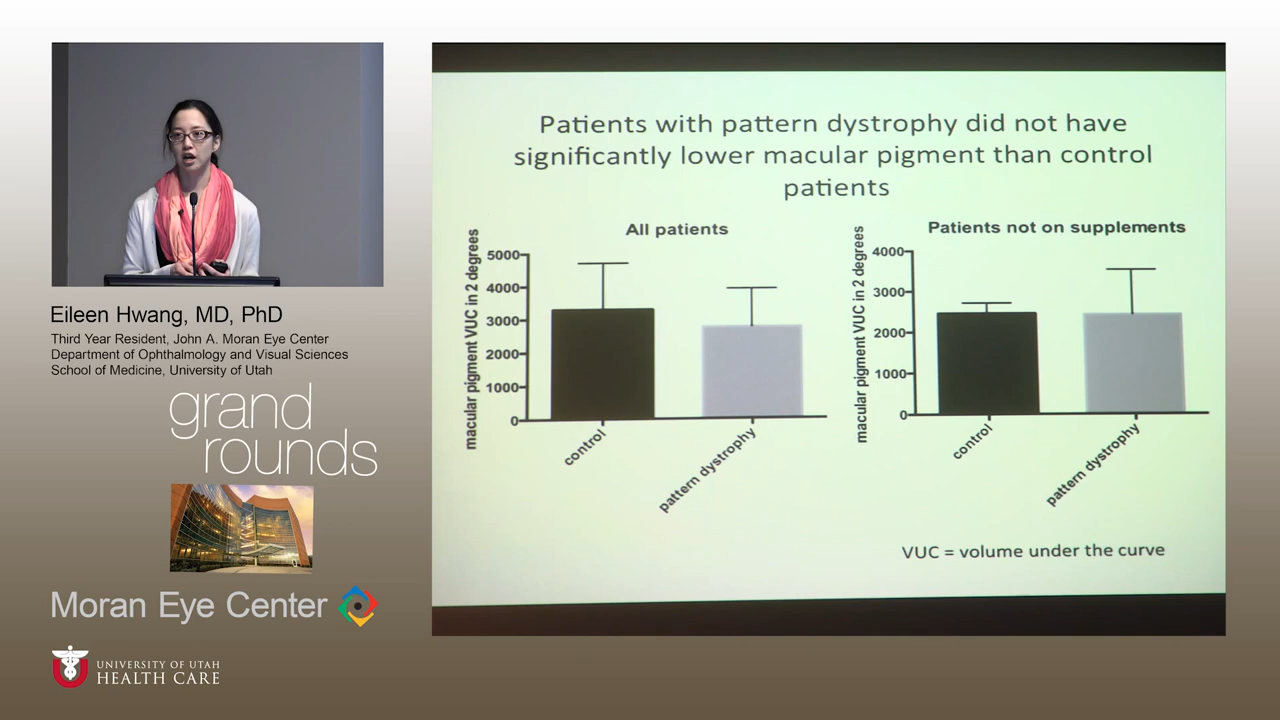 Eileen Hwang, MD, PhD
Third Year Resident, John A. Moran Eye Center
Department of Ophthalmology and Visual Sciences
School of Medicine, University of Utah
grand
rounds
Moran Eye Center
UNIVERSITY OF UTAH
HEALTH CARE
Patients with pattern dystrophy did not have
significantly lower macular pigment than control
patients
All patients
macular pigment VUC in 2 degrees
5000
4000
3000
2000
1000
0
control
pattern dystrophy
Patients not on supplements
macular pigment VUC in 2 degrees
4000
3000
2000
1000
0
control
pattern dystrophy
VUC = volume under the curve